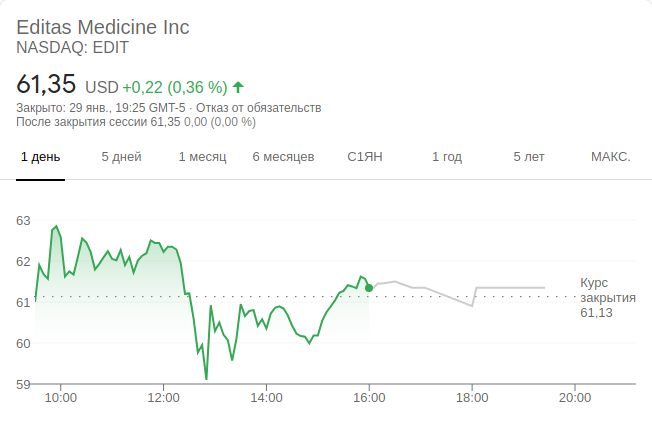 Editas Medicine Inc
NASDAQ: EDIT
61,35 USD +0,22 (0,36 %)
Закрыто: 29 янв., 19:25 GMT-5 · Отказ от обязательств
После закрытия сессии 61,35 0,00 (0,00 %)
1 день 5 дней 1 месяц 6 месяцев С1ЯН 1 год 5 лет МАКС.
63
62
61
60
59
Курс
закрытия
61,13
10:00 12:00 14:00 16:00 18:00 20:00